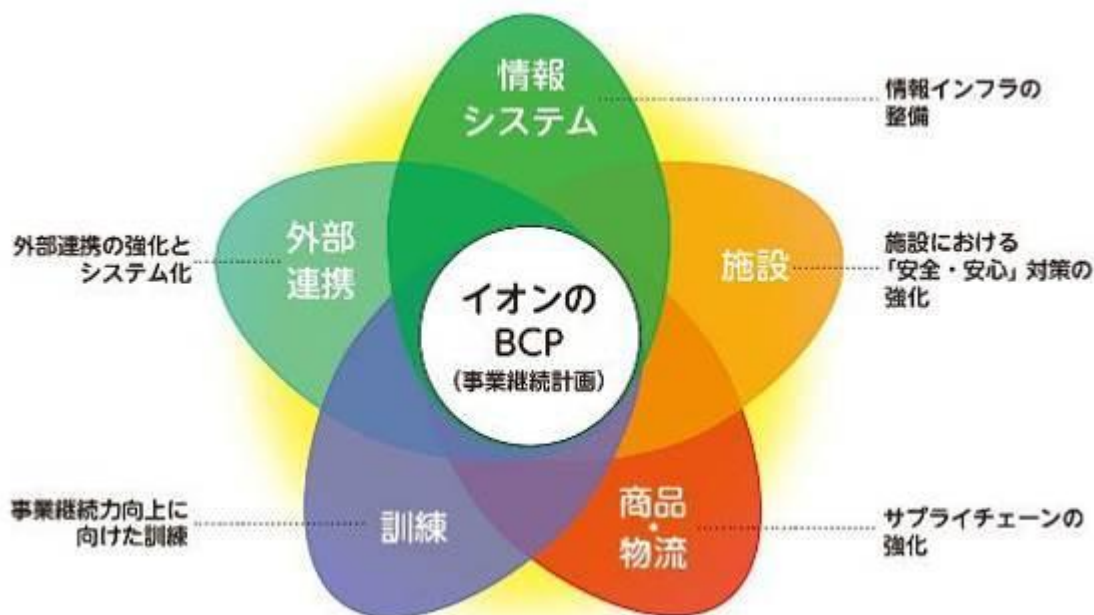 情報
システム
情報インフラの
整備
外部
連携
外部連携の強化と
システム化
施設
施設における
「安全・安心」対策の
強化
イオンの
BCP
(事業継続計画)
訓練
事業継続力向上に
向けた訓練
商品
・
物流
サプライチェーンの
強化